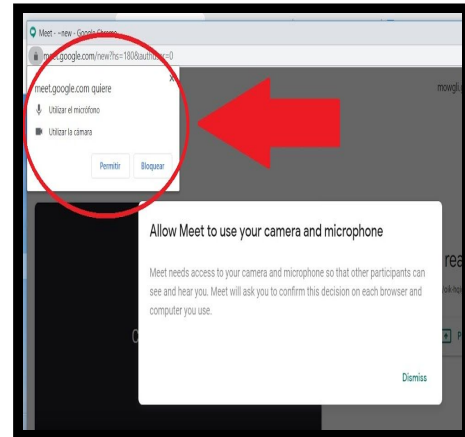 Meet - ~new - Google Chrome
meet.google.com/new?hs=180&authuser=0
meet.google.com quiere
Utilizar el micrófono
Utilizar la cámara
Permitir Bloquear
mowgli
Allow Meet to use your camera and microphone
Meet needs access to your camera and microphone so that other participants can
see and hear you. Meet will ask you to confirm this decision on each browser and
computer you use.
rea
C
P
Dismiss